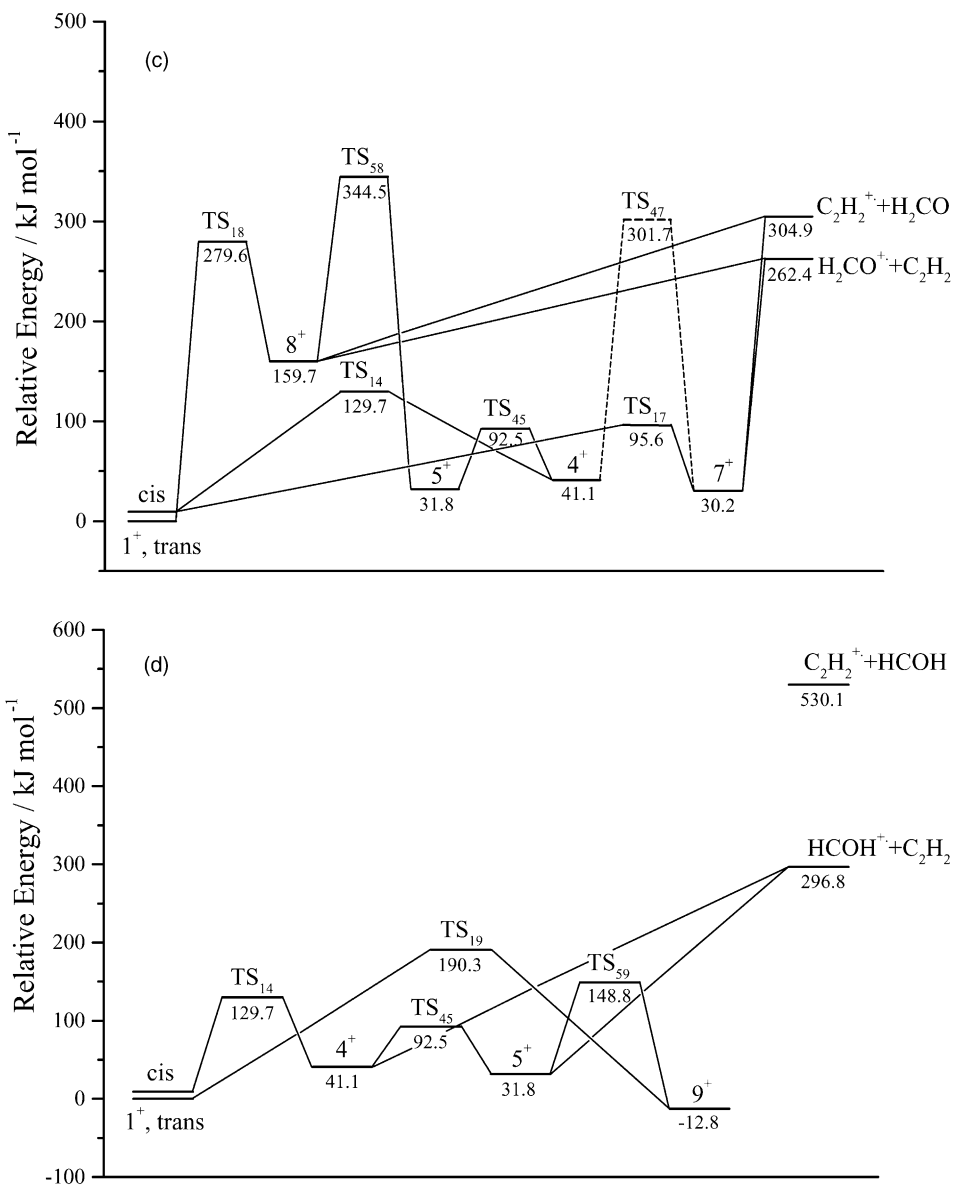 500
(c)
400
TS58
344.5
300
TS18
279.6
TS47
301.7
C2H2+·+H2CO
304.9
H2CO+·+C2H2
262.4
200
8+
159.7
TS14
129.7
100
TS45
92.5
TS17
95.6
5+
31.8
4+
41.1
7+
30.2
cis
0
1+, trans
Relative Energy / kJ mol-1
600
(d)
C2H2+·+HCOH
530.1
500
400
300
HCOH+·+C2H2
296.8
200
TS19
190.3
TS59
148.8
TS14
129.7
100
TS45
92.5
4+
41.1
5+
31.8
cis
0
1+, trans
9+
-12.8
-100
Relative Energy / kJ mol-1